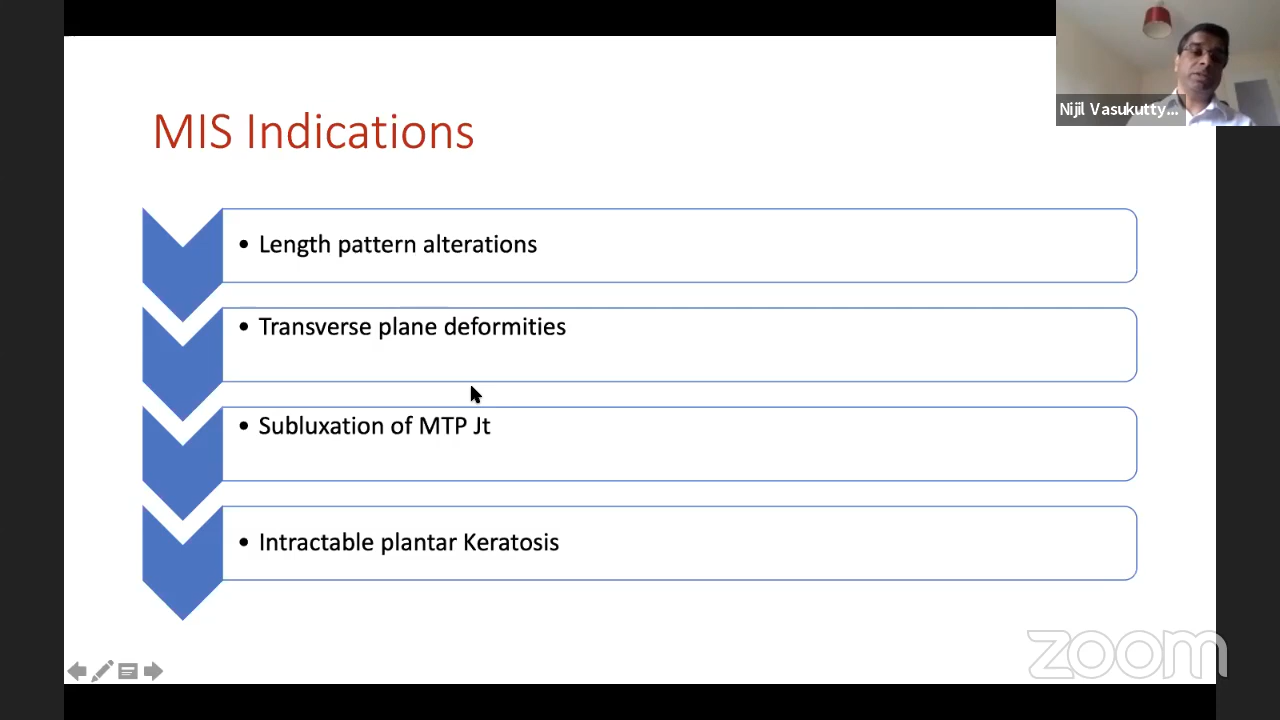 Nijil Vasukutty...
MIS Indications
• Length pattern alterations
• Transverse plane deformities
• Subluxation of MTP Jt
• Intractable plantar Keratosis
zoom